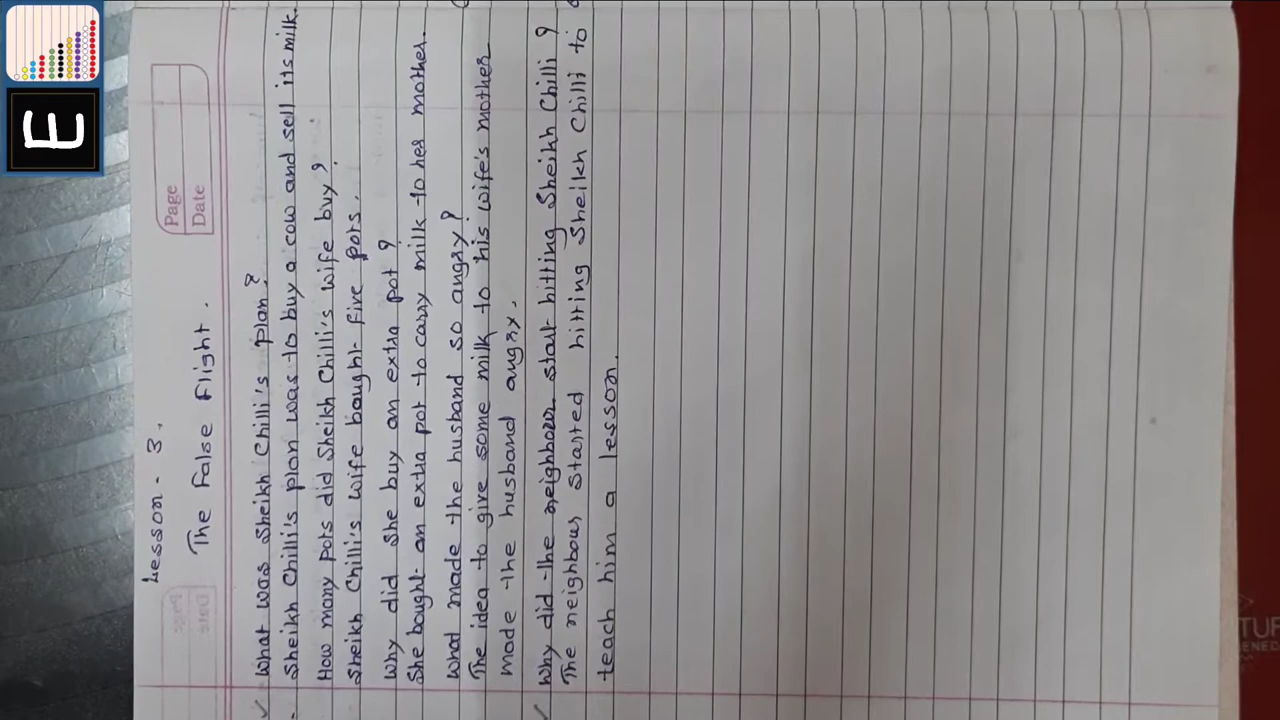 E
Page
Date
Lesson - 3.
The False Flight.
What was Sheikh Chilli's plan?
Sheikh Chilli's plan was to buy a cow and sell its milk.
How many pots did Sheikh Chilli's wife buy?
Sheikh Chilli's wife bought five pots.
Why did she buy an extra pot?
She bought an extra pot to carry milk to her mother.
What made the husband so angry?
The idea to give some milk to his wife's mother
made the husband angry.
Why did the neighbour start hitting Sheikh Chilli?
The neighbour started hitting Sheikh Chilli to
teach him a lesson.